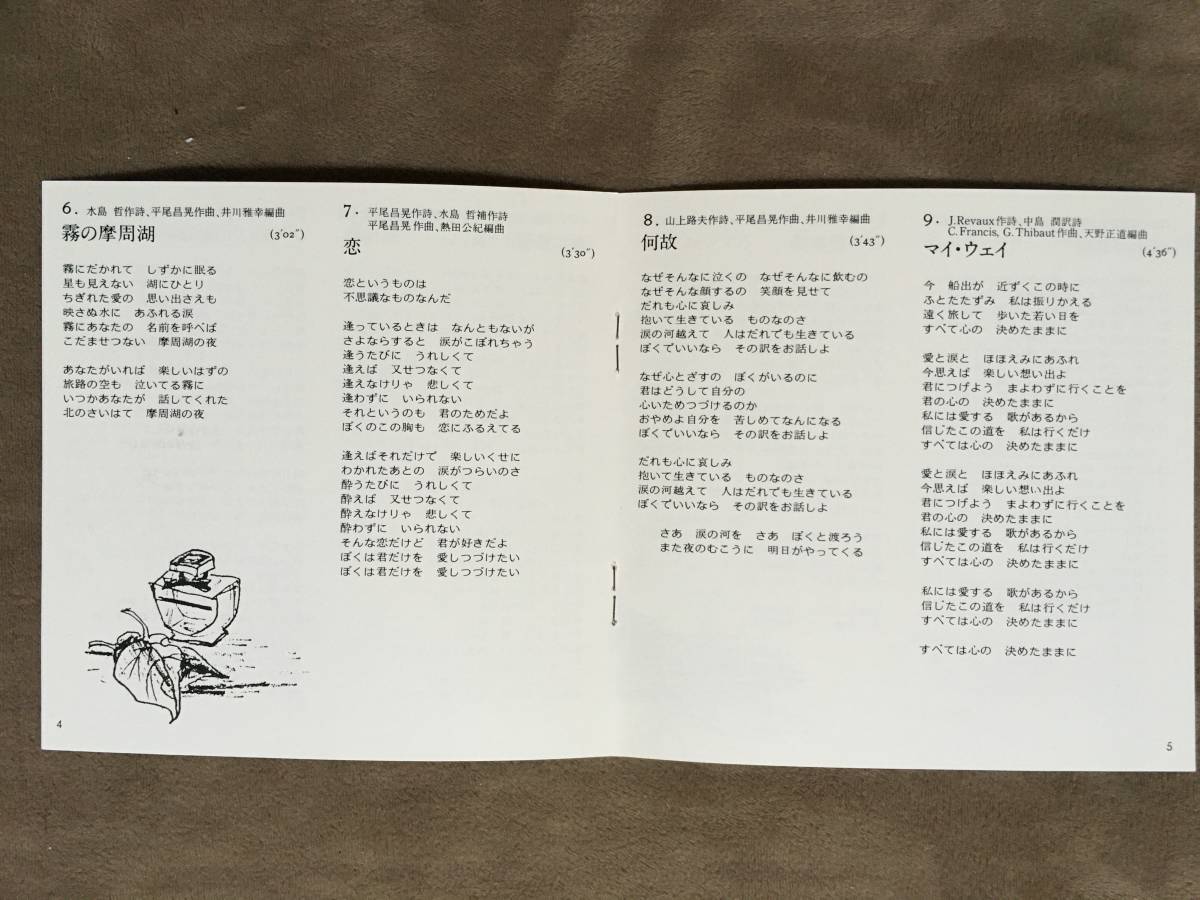 6. 水島 哲作詩、平尾昌晃作曲、井川雅幸編曲
霧の摩周湖 (3′02″)
霧にだかれて しずかに眠る
星も見えない 湖にひとり
ちぎれた愛の 思い出さえも
映さぬ水に あふれる涙
霧にあなたの 名前を呼べば
こだませつない 摩周湖の夜
あなたがいれば 楽しいはずの
旅路の空も 泣いてる霧に
いつかあなたが 話してくれた
北のさいはて 摩周湖の夜
4
7. 平尾昌晃作詩、水島 哲補作詩
平尾昌晃作曲、熱田公紀編曲
恋 (3′30″)
恋というものは
不思議なものなんだ
逢っているときは なんともないが
さよならすると 涙がこぼれちゃう
逢うたびに うれしくて
逢えば 又せつなくて
逢えなけりゃ 悲しくて
逢わずに いられない
それというのも 君のためだよ
ぼくのこの胸も 恋にふるえてる
逢えばそれだけで 楽しいくせに
わかれたあとの 涙がつらいのさ
酔うたびに うれしくて
酔えば 又せつなくて
酔えなけりゃ 悲しくて
酔わずに いられない
そんな恋だけど 君が好きだよ
ぼくは君だけを 愛しつづけたい
ぼくは君だけを 愛しつづけたい
8. 山上路夫作詩、平尾昌晃作曲、井川雅幸編曲
何故 (3′43″)
なぜそんなに泣くの なぜそんなに飲むの
なぜそんな顔するの 笑顔を見せて
だれも心に哀しみ
抱いて生きている ものなのさ
涙の河越えて 人はだれでも生きている
ぼくでいいなら その訳をお話しよ
なぜ心とざすの ぼくがいるのに
君はどうして自分の
心いためつづけるのか
おやめよ自分を 苦しめてなんになる
ぼくでいいなら その訳をお話しよ
だれも心に哀しみ
抱いて生きている ものなのさ
涙の河越えて 人はだれでも生きている
ぼくでいいなら その訳をお話しよ
さあ 涙の河を さあ ぼくと渡ろう
また夜のむこうに 明日がやってくる
9. J.Revaux作詩、中島 潤訳詩
C. Francis, G. Thibaut作曲、天野正道編曲
マイ・ウェイ (4′36″)
今 船出が 近ずくこの時に
ふとたたずみ 私は振りかえる
遠く旅して 歩いた若い日を
すべて心の 決めたままに
愛と涙と ほほえみにあふれ
今思えば 楽しい想い出よ
君につげよう まよわずに行くことを
君の心の 決めたままに
私には愛する 歌があるから
信じたこの道を 私は行くだけ
すべては心の 決めたままに
愛と涙と ほほえみにあふれ
今思えば 楽しい想い出よ
君につげよう まよわずに行くことを
君の心の 決めたままに
私には愛する 歌があるから
信じたこの道を 私は行くだけ
すべては心の 決めたままに
私には愛する 歌があるから
信じたこの道を 私は行くだけ
すべては心の 決めたままに
すべては心の 決めたままに
5